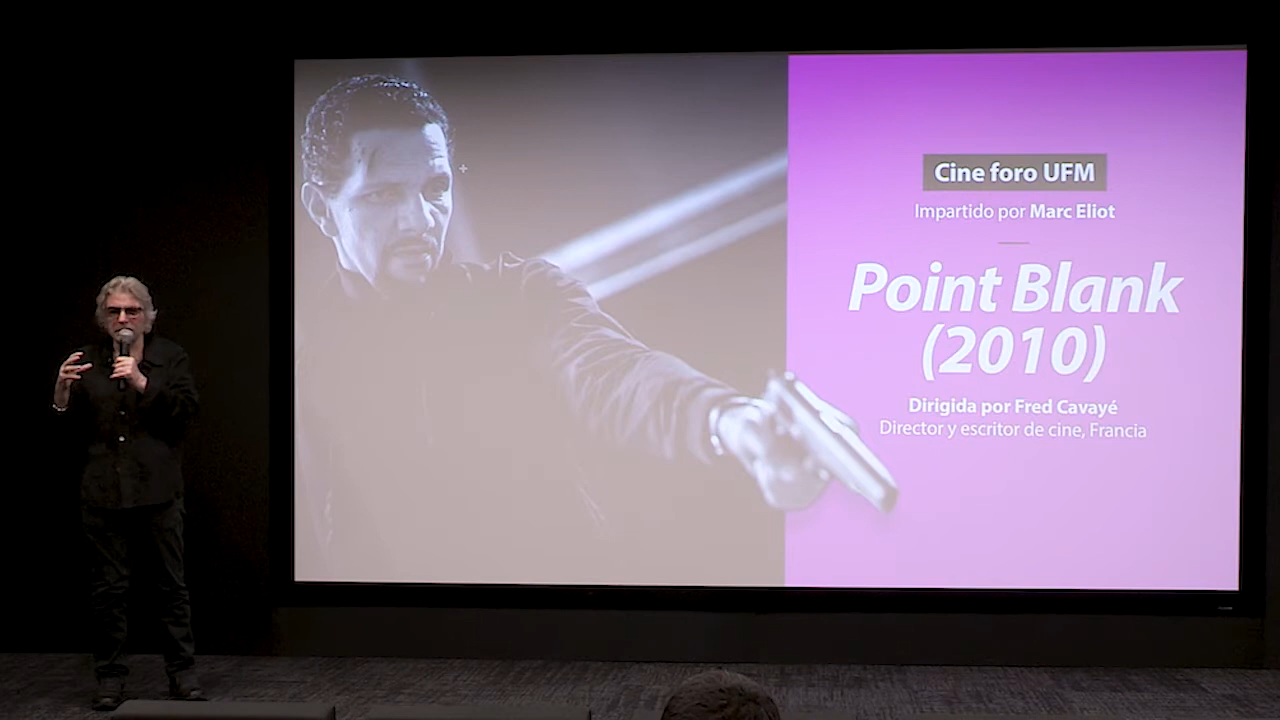 Cine foro UFM
Impartido por Marc Eliot
Point Blank
(2010)
Dirigida por Fred Cavayé
Director y escritor de cine, Francia